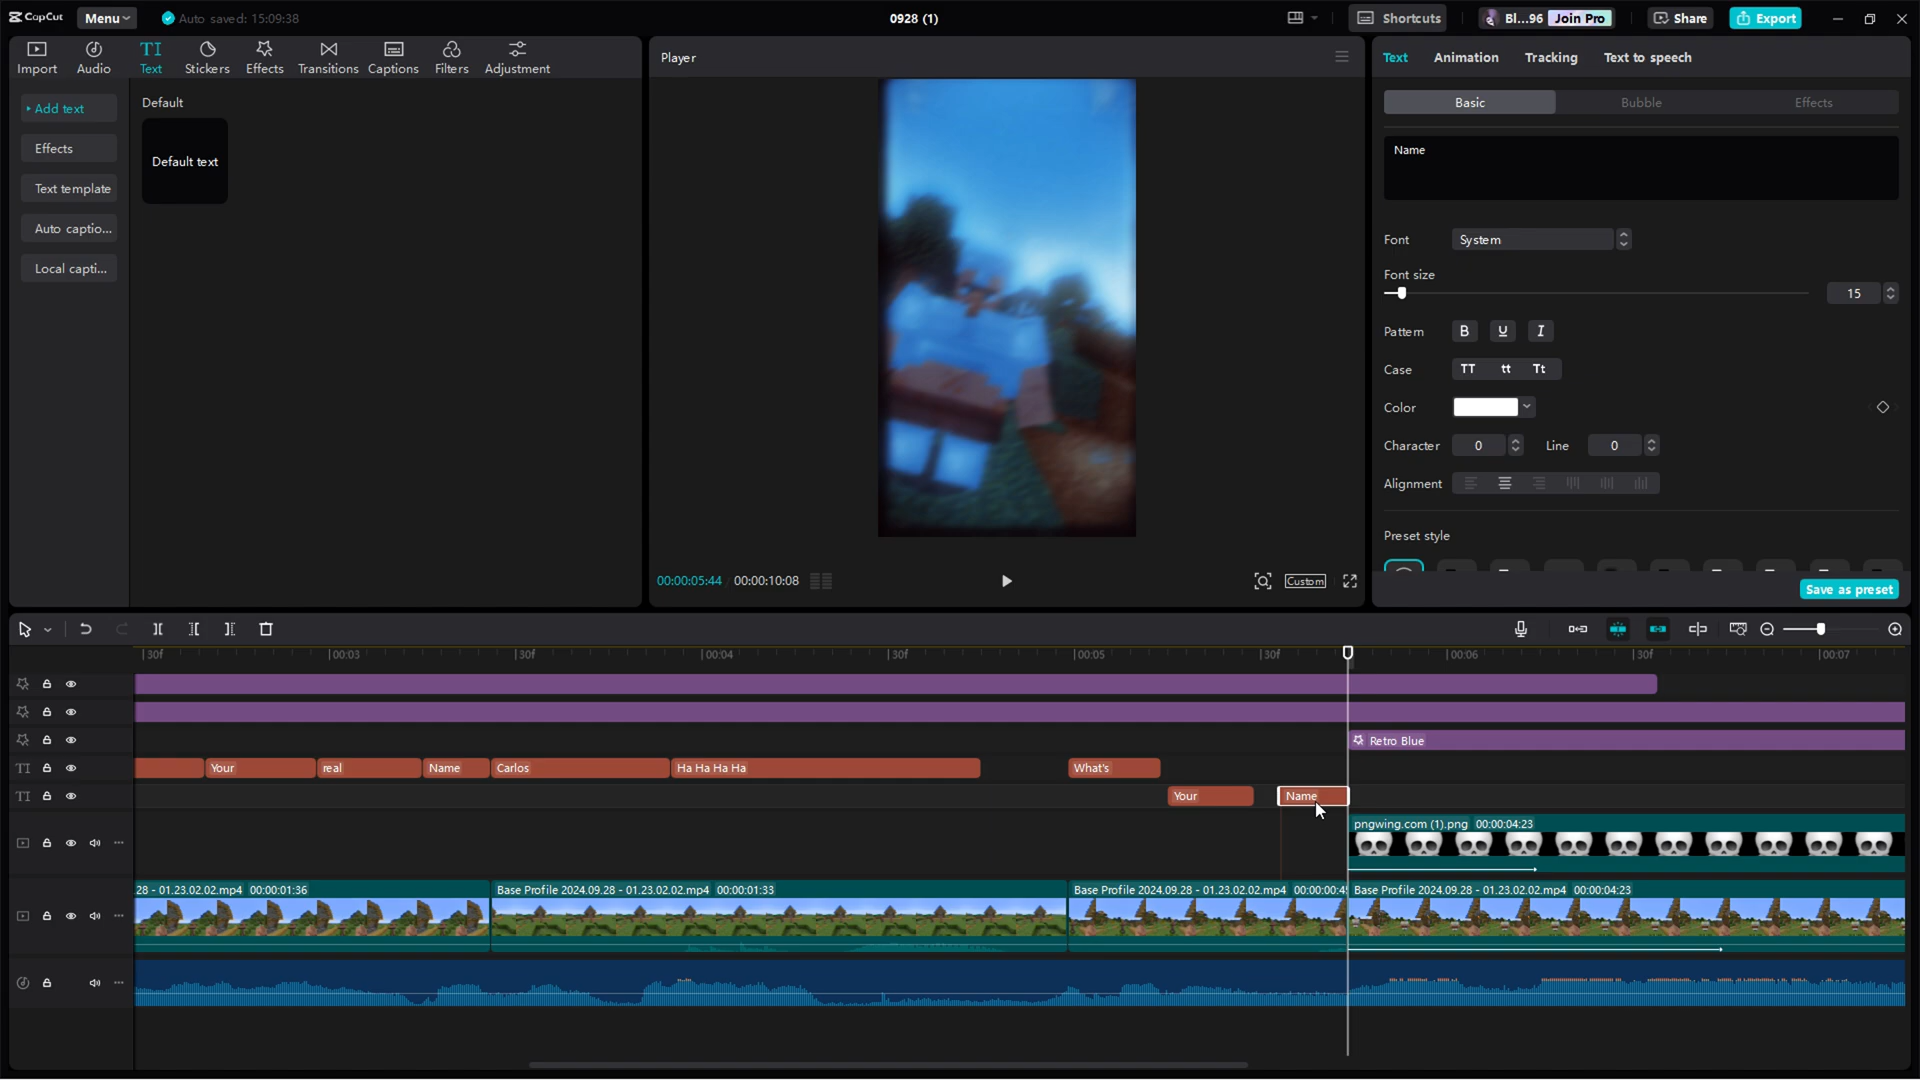 CapCut
Menu
Auto saved: 15:09:38
0928 (1)
Shortcuts
Bl...96
Join Pro
Share
Export
Import
Audio
TI
Text
Stickers
Effects
Transitions
Captions
Filters
Adjustment
Add text
Effects
Text template
Auto captio...
Local capti...
Default
Default text
Player
00:00:05:44
00:00:10:08
Custom
Text
Animation
Tracking
Text to speech
Basic
Bubble
Effects
Name
Font
System
Font size
15
Pattern
B U I
Case
TT tt Tt
Color
Character
0
Line
0
Alignment
Preset style
Save as preset
30f
00:03
30f
00:04
30f
00:05
30f
00:06
30f
00:07
Retro Blue
TI
Your
real
Name
Carlos
Ha Ha Ha Ha
What's
TI
Your
Name
pngwing.com (1).png 00:00:04:23
28 - 01.23.02.02.mp4 00:00:01:36
Base Profile 2024.09.28 - 01.23.02.02.mp4 00:00:01:33
Base Profile 2024.09.28 - 01.23.02.02.mp4
Base Profile 2024.09.28 - 01.23.02.02.mp4 00:00:04:23